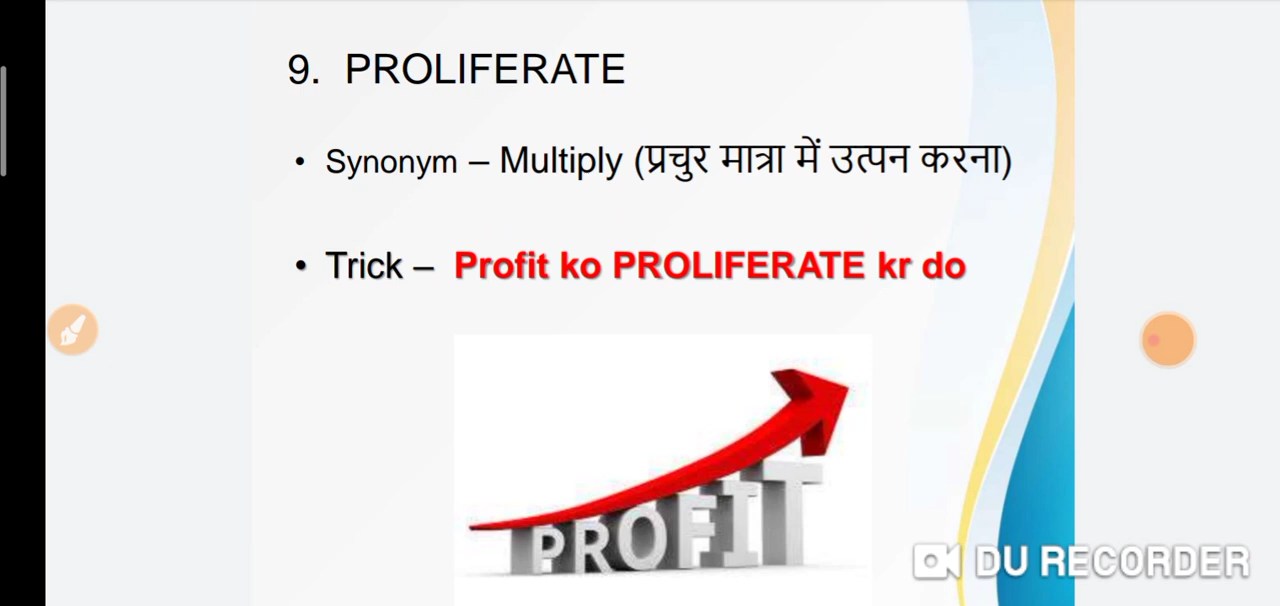 9. PROLIFERATE
• Synonym – Multiply (प्रचुर मात्रा में उत्पन करना)
• Trick – Profit ko PROLIFERATE kr do
PROFIT
DU RECORDER